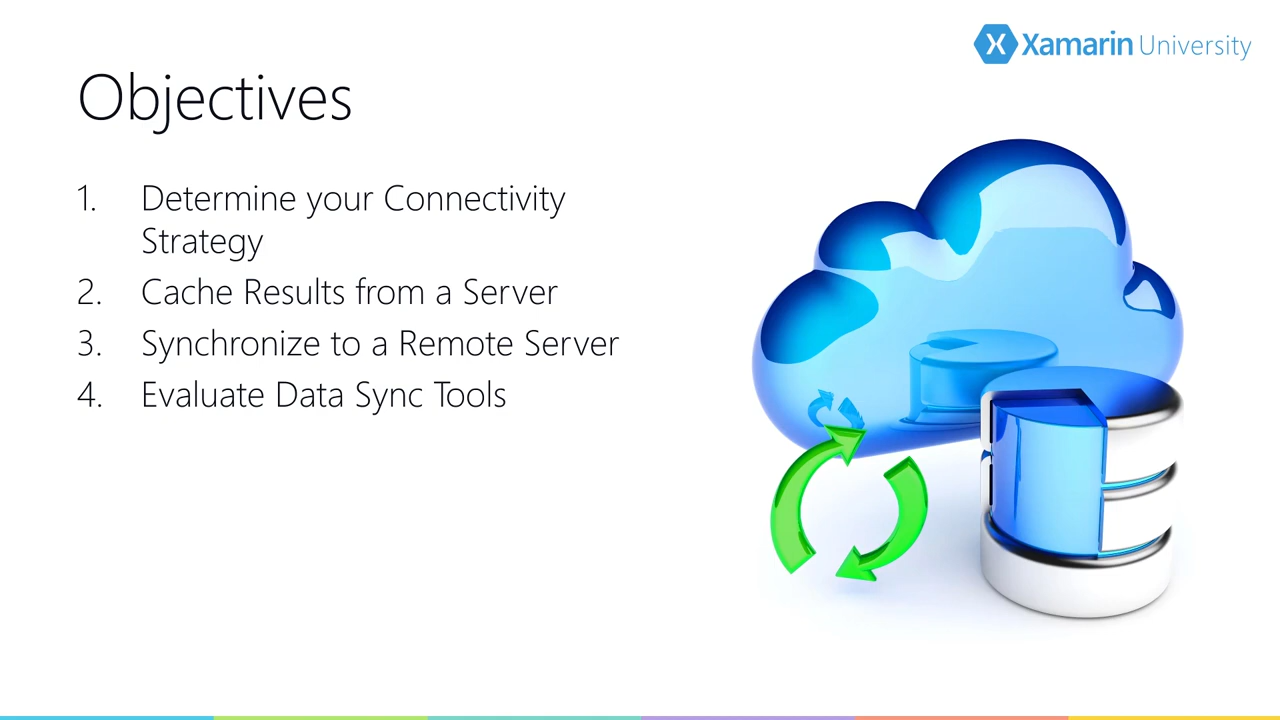 Xamarin University
Objectives
1. Determine your Connectivity
Strategy
2. Cache Results from a Server
3. Synchronize to a Remote Server
4. Evaluate Data Sync Tools